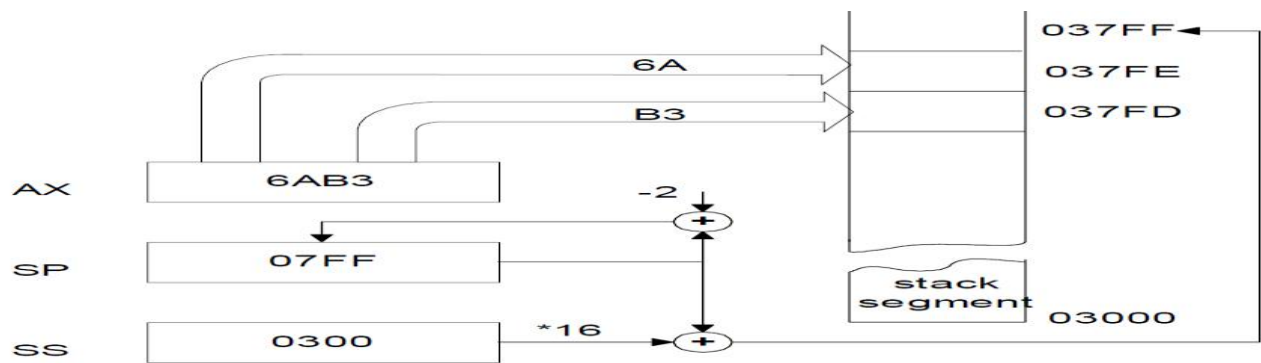 037FF
6A
037FE
B3
037FD
AX
6AB3
-2
+
SP
07FF
stack
segment
SS
0300
*16
+
03000